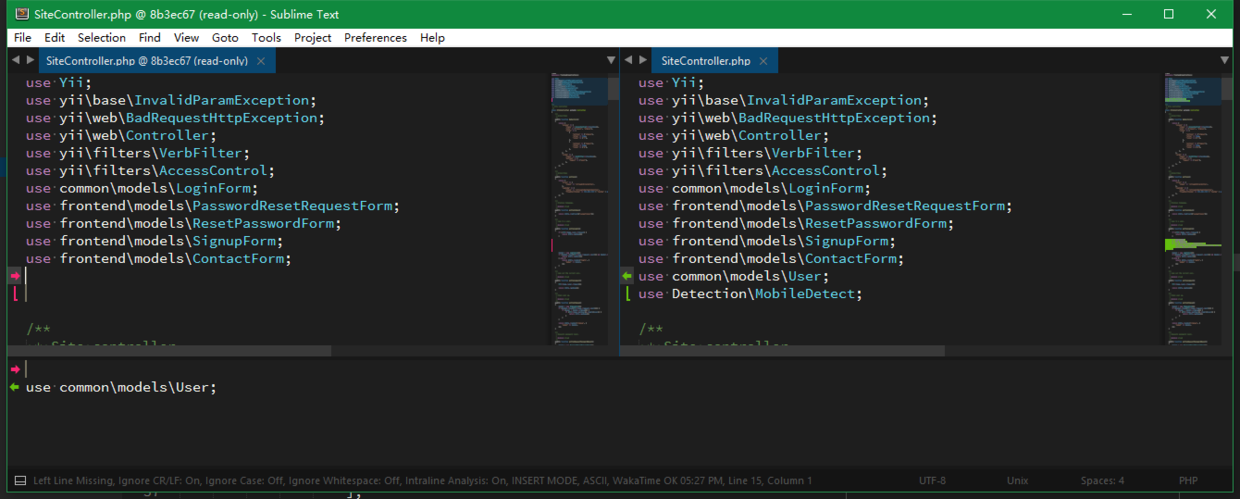 SiteController.php @ 8b3ec67 (read-only) - Sublime Text
File Edit Selection Find View Goto Tools Project Preferences Help
SiteController.php @ 8b3ec67 (read-only)
use Yii;
use yii\base\InvalidParamException;
use yii\web\BadRequestHttpException;
use yii\web\Controller;
use yii\filters\VerbFilter;
use yii\filters\AccessControl;
use common\models\LoginForm;
use frontend\models\PasswordResetRequestForm;
use frontend\models\ResetPasswordForm;
use frontend\models\SignupForm;
use frontend\models\ContactForm;
/**
* Site controller
SiteController.php
use Yii;
use yii\base\InvalidParamException;
use yii\web\BadRequestHttpException;
use yii\web\Controller;
use yii\filters\VerbFilter;
use yii\filters\AccessControl;
use common\models\LoginForm;
use frontend\models\PasswordResetRequestForm;
use frontend\models\ResetPasswordForm;
use frontend\models\SignupForm;
use frontend\models\ContactForm;
use common\models\User;
use Detection\MobileDetect;
/**
* Site controller
use common\models\User;
Left Line Missing, Ignore CR/LF: On, Ignore Case: Off, Ignore Whitespace: Off, Intraline Analysis: On, INSERT MODE, ASCII, WakaTime OK 05:27 PM, Line 15, Column 1 UTF-8 Unix Spaces: 4 PHP